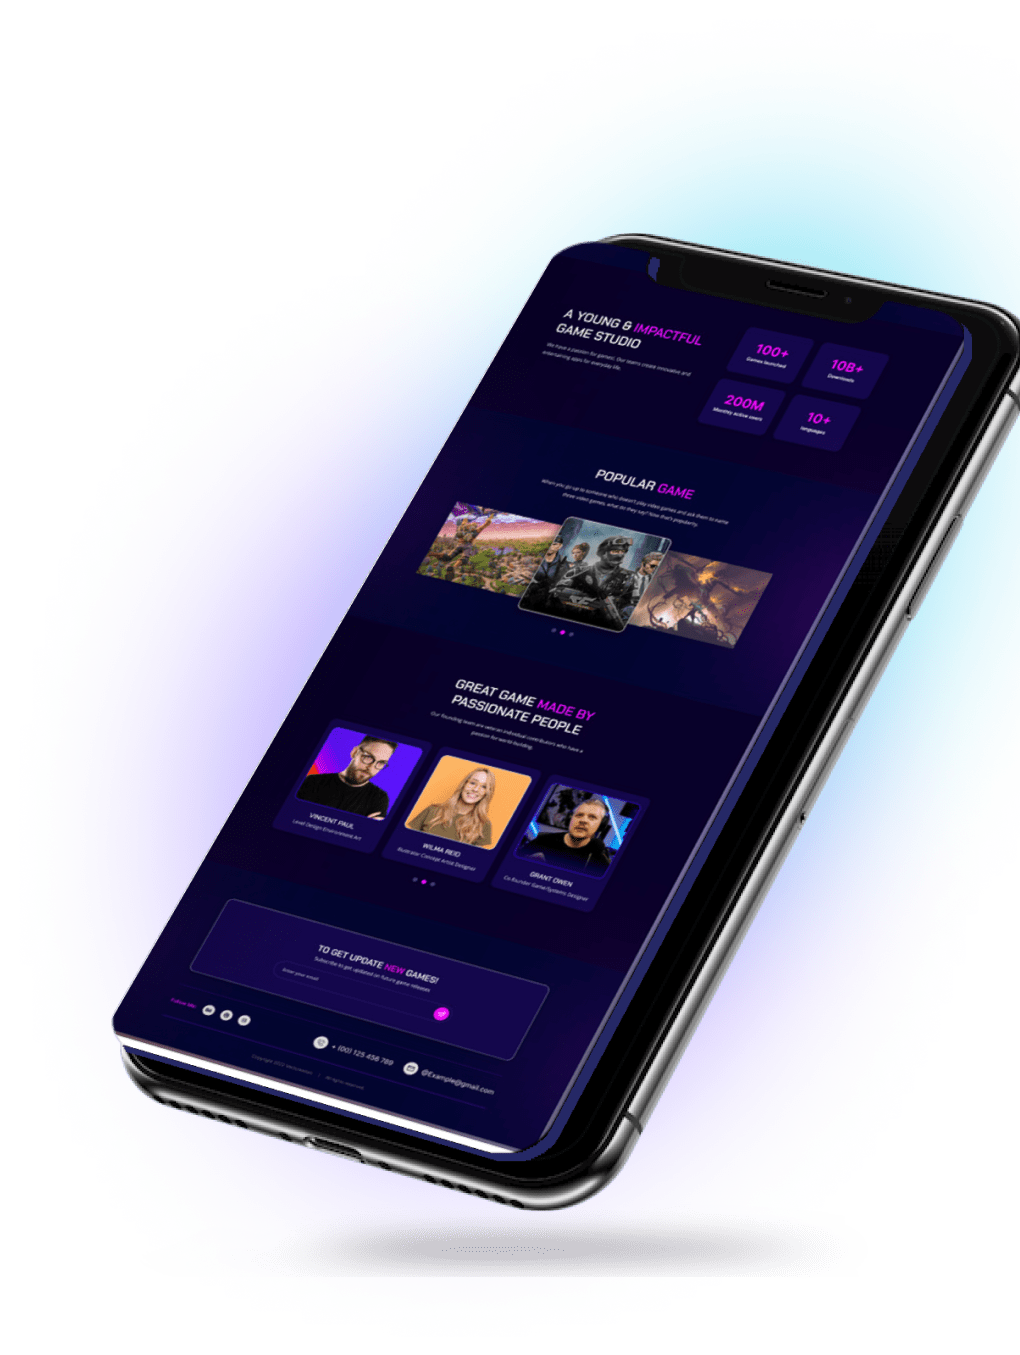 A YOUNG & IMPACTFUL
GAME STUDIO
We have a passion for games!. Our teams create innovative and
entertaining apps for everyday life.
100+
Games launched
10B+
Downloads
200M
Monthly active users
10+
languages
POPULAR GAME
When you go up to someone who doesn't play video games and ask them to name
three video games, what do they say? Now that's popularity.
GREAT GAME MADE BY
PASSIONATE PEOPLE
Our founding team are veteran individual contributors who have a
passion for world-building.
VINCENT PAUL
Level Design Environment Art
WILMA REID
Illustrator Concept Artist Designer
GRANT OWEN
Co-founder Game/Systems Designer
TO GET UPDATE NEW GAMES!
Subscribe to get updated on future game releases
Enter your email
Follow Me:
+ (00) 125 456 789
@Example@gmail.com
Copyright 2022
All rights reserved